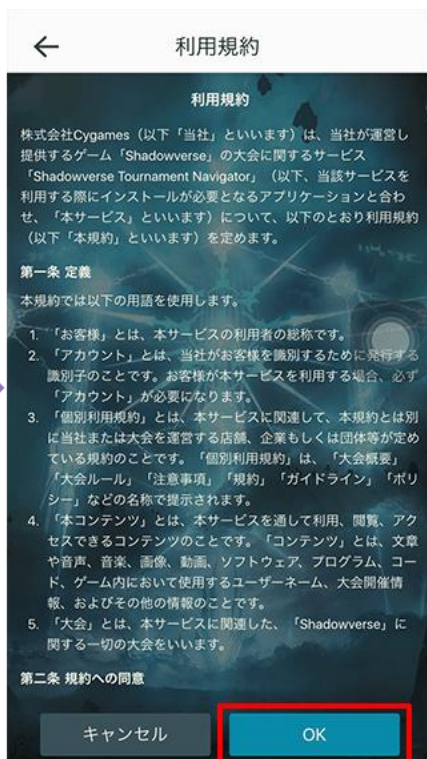 利用規約
利用規約
株式会社Cygames（以下「当社」といいます）は、当社が運営し
提供するゲーム「Shadowverse」の大会に関するサービス
「Shadowverse Tournament Navigator」（以下、当該サービスを
利用する際にインストールが必要となるアプリケーションと合わ
せ、「本サービス」といいます）について、以下のとおり利用規約
（以下「本規約」といいます）を定めます。
第一条 定義
本規約では以下の用語を使用します。
1. 「お客様」とは、本サービスの利用者の総称です。
2. 「アカウント」とは、当社がお客様を識別するために発行する
識別子のことです。お客様が本サービスを利用する場合、必ず
「アカウント」が必要になります。
3. 「個別利用規約」とは、本サービスに関連して、本規約とは別
に当社または大会を運営する店舗、企業もしくは団体等が定め
ている規約のことです。「個別利用規約」は、「大会概要」
「大会ルール」「注意事項」「規約」「ガイドライン」「ポリ
シー」などの名称で提示されます。
4. 「本コンテンツ」とは、本サービスを通して利用、閲覧、アク
セスできるコンテンツのことです。「コンテンツ」とは、文章
や音声、音楽、画像、動画、ソフトウェア、プログラム、コー
ド、ゲーム内において使用するユーザーネーム、大会開催情
報、およびその他の情報のことです。
5. 「大会」とは、本サービスに関連した、「Shadowverse」に
関する一切の大会をいいます。
第二条 規約への同意
キャンセル
OK